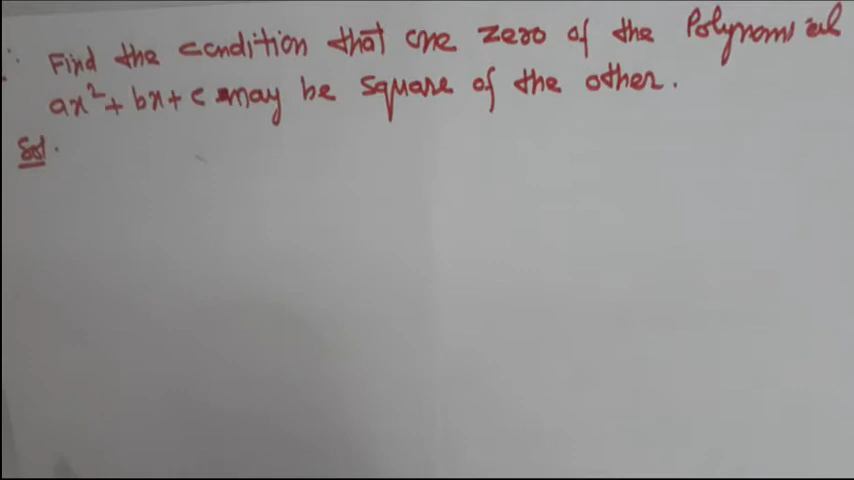 Find the condition that one zero of the Polynomial
ax²+ bx + c may be square of the other.
Sol.